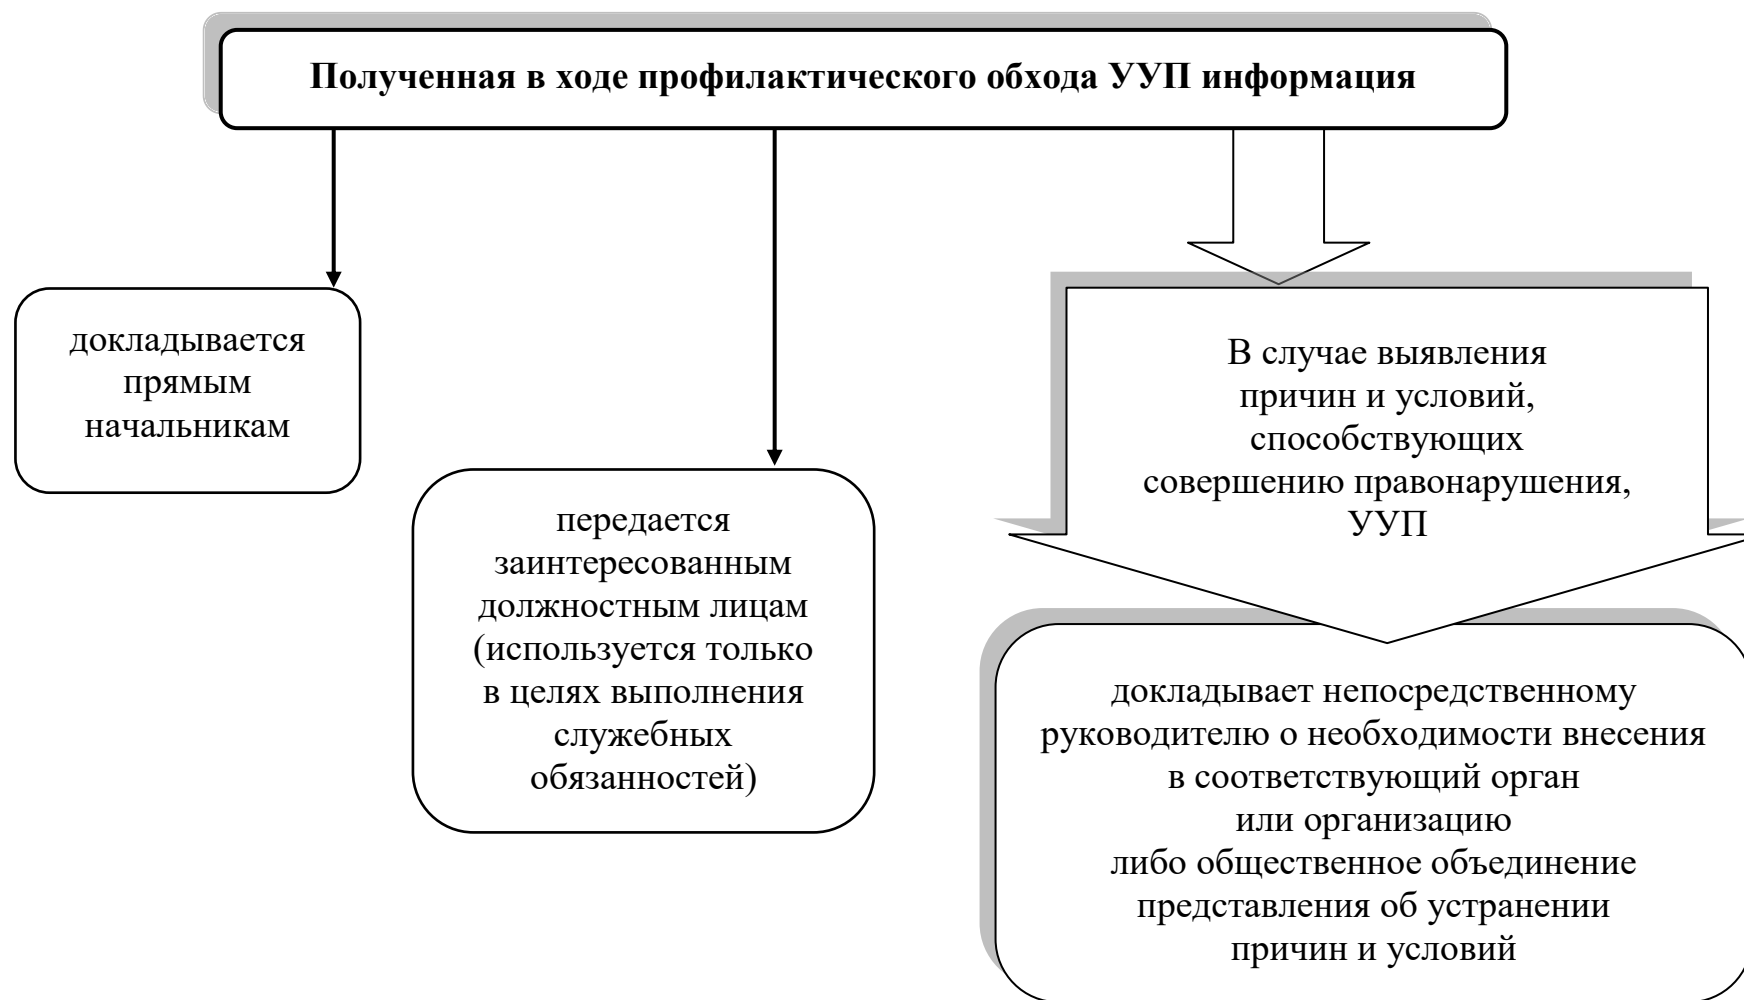 Полученная в ходе профилактического обхода УУП информация
докладывается
прямым
начальникам
передается
заинтересованным
должностным лицам
(используется только
в целях выполнения
служебных
обязанностей)
В случае выявления
причин и условий,
способствующих
совершению правонарушения,
УУП
докладывает непосредственному
руководителю о необходимости внесения
в соответствующий орган
или организацию
либо общественное объединение
представления об устранении
причин и условий